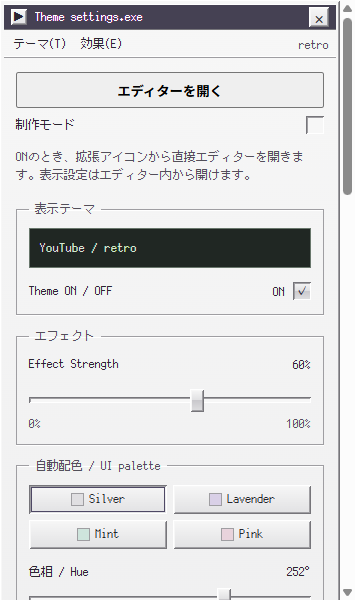 Theme settings.exe
テーマ(T) 効果(E) retro
エディターを開く
制作モード
ONのとき、拡張アイコンから直接エディターを開きま
す。表示設定はエディター内から開けます。
表示テーマ
YouTube / retro
Theme ON / OFF ON
エフェクト
Effect Strength 60%
0% 100%
自動配色 / UI palette
Silver Lavender
Mint Pink
色相 / Hue 252°